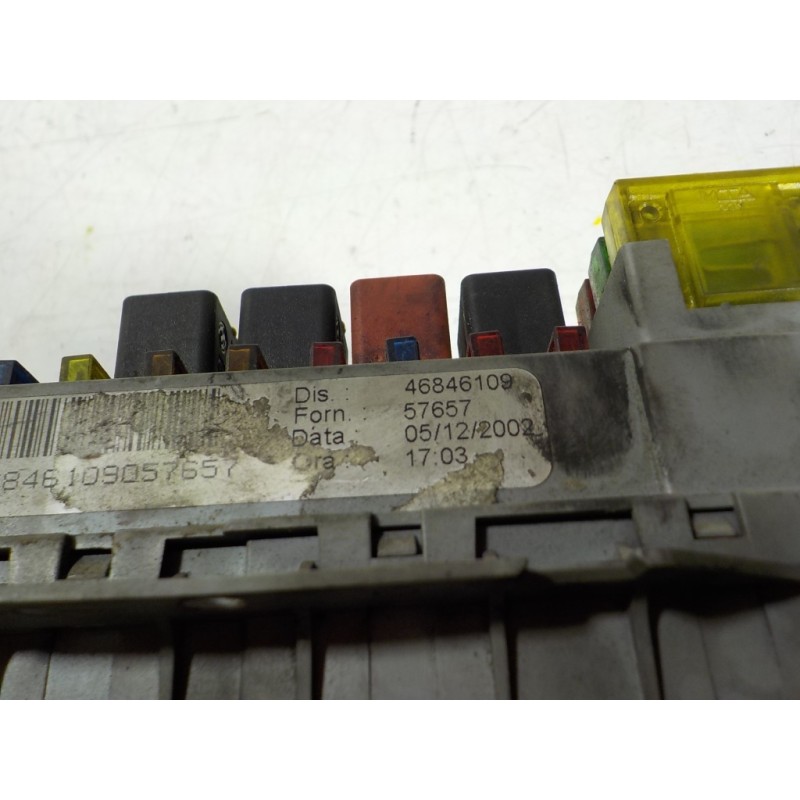 Dis. : 46846109
Forn. : 57657
Data : 05/12/2002
Ora : 17:03
846109057657